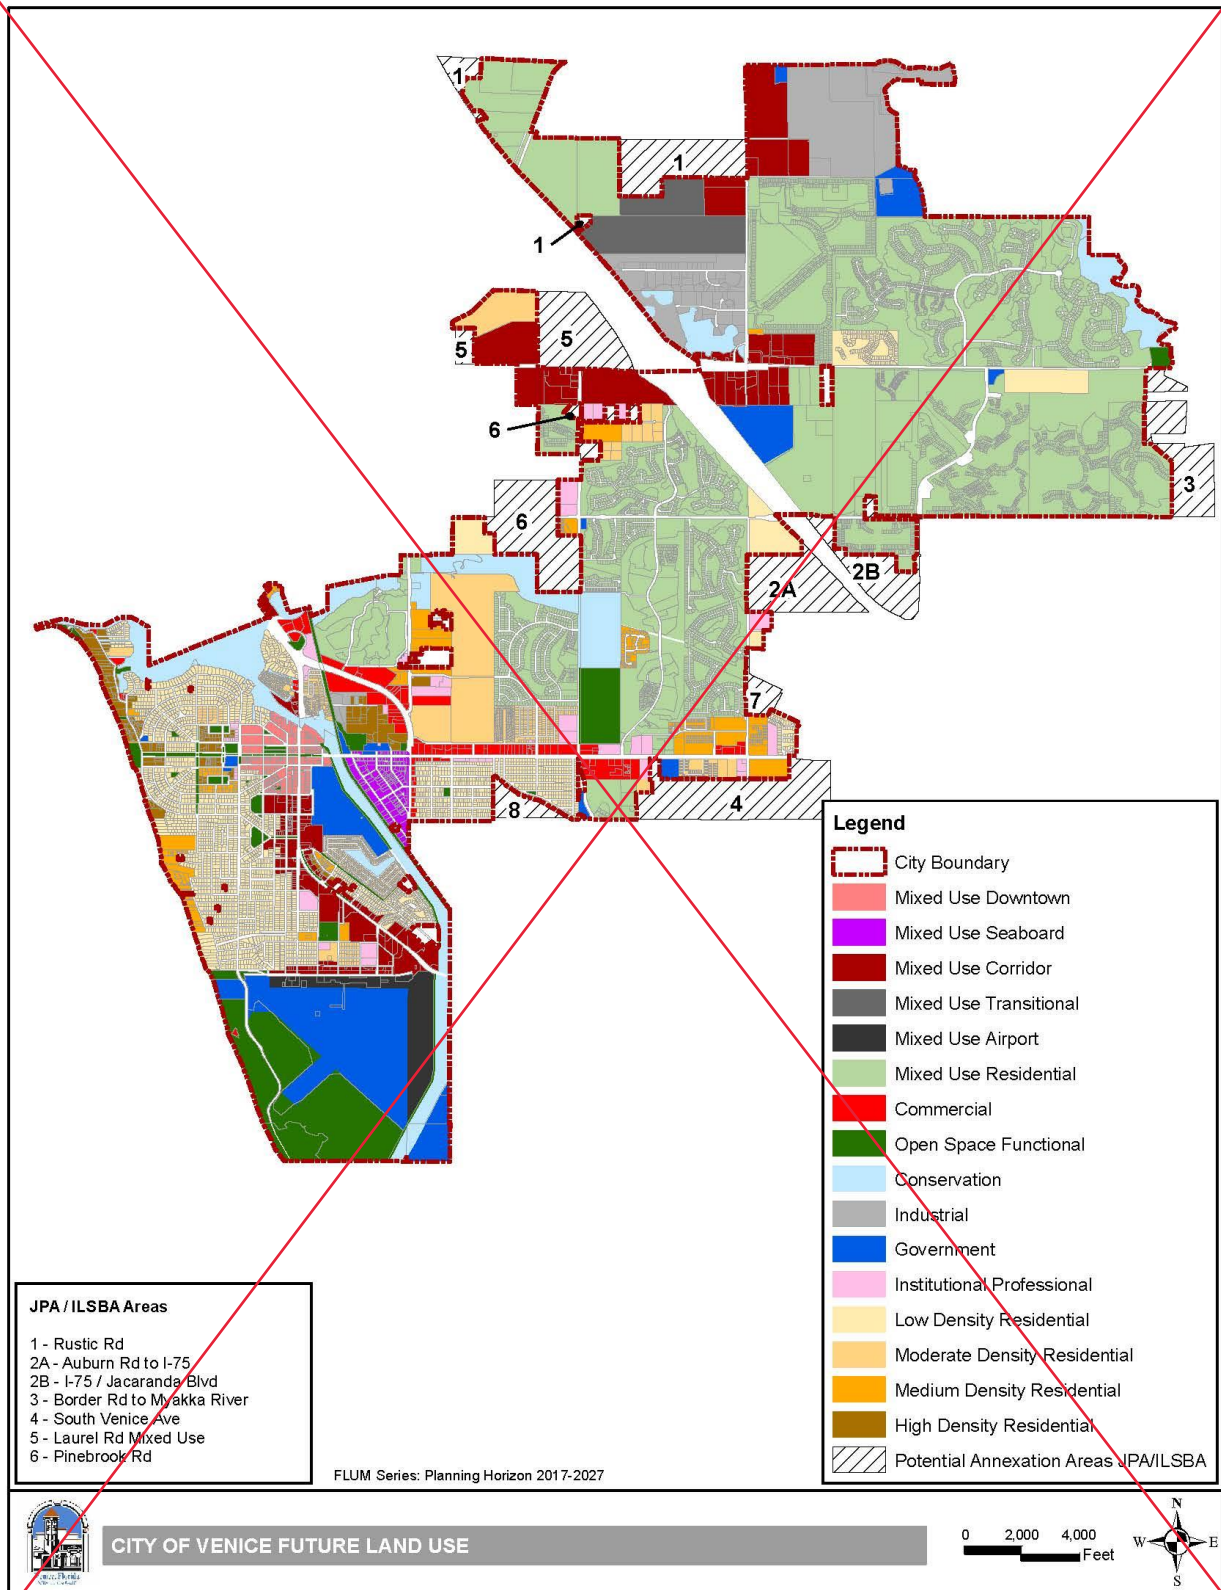 1
1
1
5
5
6
6
3
2B
2A
7
8
4
Legend
City Boundary
Mixed Use Downtown
Mixed Use Seaboard
Mixed Use Corridor
Mixed Use Transitional
Mixed Use Airport
Mixed Use Residential
Commercial
Open Space Functional
Conservation
Industrial
Government
Institutional Professional
Low Density Residential
Moderate Density Residential
Medium Density Residential
High Density Residential
Potential Annexation Areas JPA/ILSBA
JPA / ILSBA Areas
1 - Rustic Rd
2A - Auburn Rd to I-75
2B - I-75 / Jacaranda Blvd
3 - Border Rd to Myakka River
4 - South Venice Ave
5 - Laurel Rd Mixed Use
6 - Pinebrook Rd
FLUM Series: Planning Horizon 2017-2027
CITY OF VENICE FUTURE LAND USE
0 2,000 4,000
Feet
N
W E
S